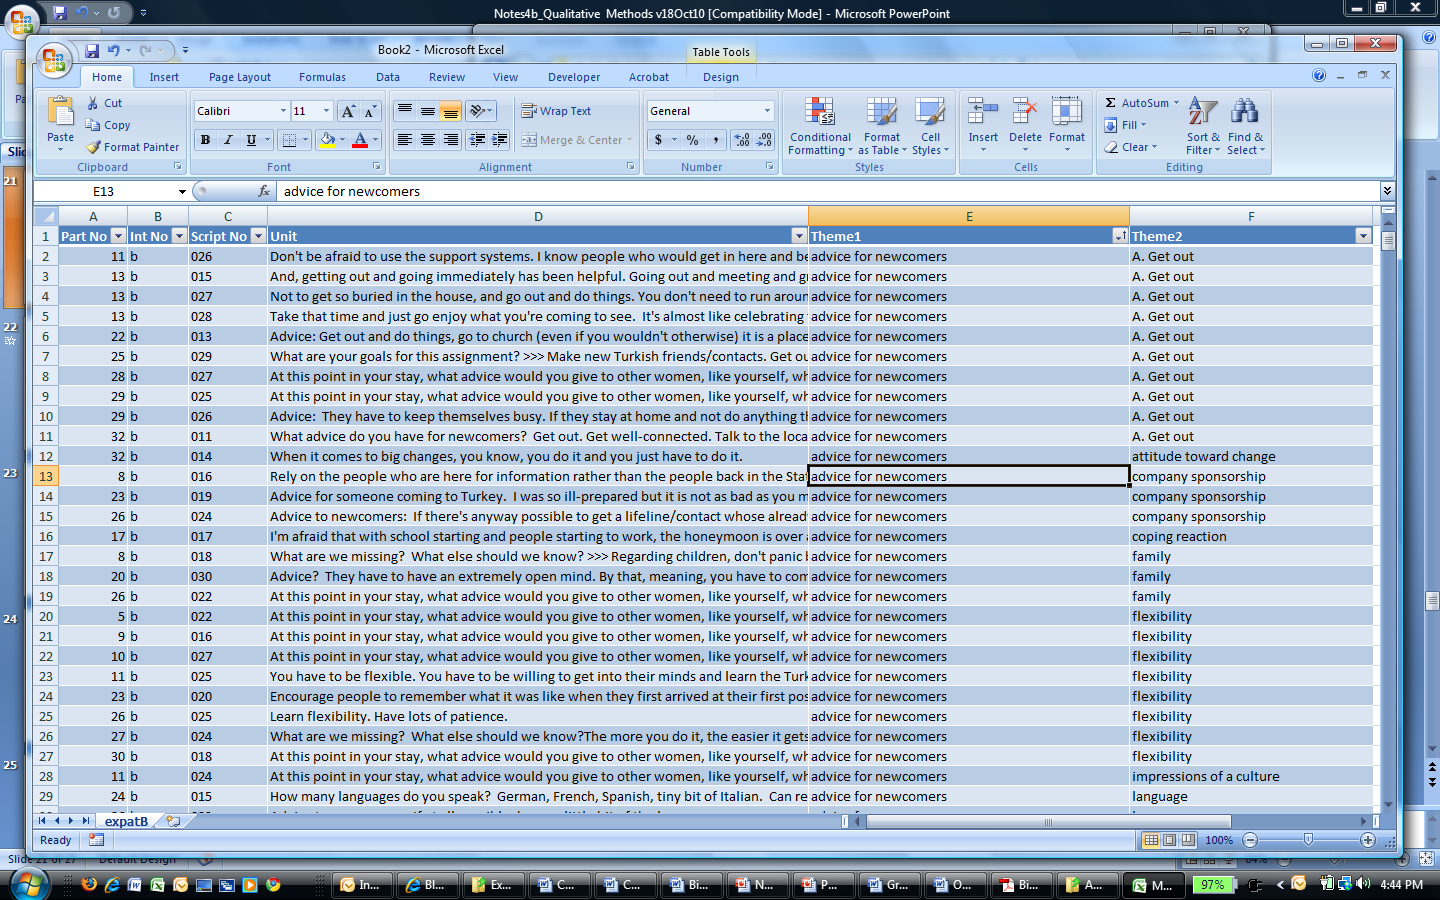 Notes4b_Qualitative Methods v18Oct10 [Compatibility Mode] - Microsoft PowerPoint
Book2 - Microsoft Excel
Table Tools
Home Insert Page Layout Formulas Data Review View Developer Acrobat Design
Paste
Cut
Copy
Format Painter
Clipboard
Calibri 11
B I U
Font
Wrap Text
Merge & Center
Alignment
General
$ % ,
Number
Conditional Formatting
Format as Table
Cell Styles
Styles
Insert Delete Format
Cells
AutoSum
Fill
Clear
Sort & Filter
Find & Select
Editing
E13 fx advice for newcomers
A B C D E F
1 Part No Int No Script No Unit Theme1 Theme2
2 11 b 026 Don't be afraid to use the support systems. I know people who would get in here and be advice for newcomers A. Get out
3 13 b 015 And, getting out and going immediately has been helpful. Going out and meeting and g advice for newcomers A. Get out
4 13 b 027 Not to get so buried in the house, and go out and do things. You don't need to run aroun advice for newcomers A. Get out
5 13 b 028 Take that time and just go enjoy what you're coming to see. It's almost like celebrating advice for newcomers A. Get out
6 22 b 013 Advice: Get out and do things, go to church (even if you wouldn't otherwise) it is a place advice for newcomers A. Get out
7 25 b 029 What are your goals for this assignment? >>> Make new Turkish friends/contacts. Get ou advice for newcomers A. Get out
8 28 b 027 At this point in your stay, what advice would you give to other women, like yourself, wh advice for newcomers A. Get out
9 29 b 025 At this point in your stay, what advice would you give to other women, like yourself, wh advice for newcomers A. Get out
10 29 b 026 Advice: They have to keep themselves busy. If they stay at home and not do anything th advice for newcomers A. Get out
11 32 b 011 What advice do you have for newcomers? Get out. Get well-connected. Talk to the loca advice for newcomers A. Get out
12 32 b 014 When it comes to big changes, you know, you do it and you just have to do it. advice for newcomers attitude toward change
13 8 b 016 Rely on the people who are here for information rather than the people back in the Sta advice for newcomers company sponsorship
14 23 b 019 Advice for someone coming to Turkey. I was so ill-prepared but it is not as bad as you m advice for newcomers company sponsorship
15 26 b 024 Advice to newcomers: If there's anyway possible to get a lifeline/contact whose alread advice for newcomers company sponsorship
16 17 b 017 I'm afraid that with school starting and people starting to work, the honeymoon is over advice for newcomers coping reaction
17 8 b 018 What are we missing? What else should we know? >>> Regarding children, don't panic advice for newcomers family
18 20 b 030 Advice? They have to have an extremely open mind. By that, meaning, you have to com advice for newcomers family
19 26 b 022 At this point in your stay, what advice would you give to other women, like yourself, wh advice for newcomers family
20 5 b 022 At this point in your stay, what advice would you give to other women, like yourself, wh advice for newcomers flexibility
21 9 b 016 At this point in your stay, what advice would you give to other women, like yourself, wh advice for newcomers flexibility
22 10 b 027 At this point in your stay, what advice would you give to other women, like yourself, wh advice for newcomers flexibility
23 11 b 025 You have to be flexible. You have to be willing to get into their minds and learn the Turk advice for newcomers flexibility
24 23 b 020 Encourage people to remember what it was like when they first arrived at their first pos advice for newcomers flexibility
25 26 b 025 Learn flexibility. Have lots of patience. advice for newcomers flexibility
26 27 b 024 What are we missing? What else should we know?The more you do it, the easier it gets advice for newcomers flexibility
27 30 b 018 At this point in your stay, what advice would you give to other women, like yourself, wh advice for newcomers flexibility
28 11 b 024 At this point in your stay, what advice would you give to other women, like yourself, wh advice for newcomers impressions of a culture
29 24 b 015 How many languages do you speak? German, French, Spanish, tiny bit of Italian. Can re advice for newcomers language
expatB
Ready 100%
21
22
23
24
25
Slide 21 of 27 Default Design 64%
In... Bl... Ex... C... C... Bi... N... P... Gr... O... Bi... A... M... 97% 4:44 PM